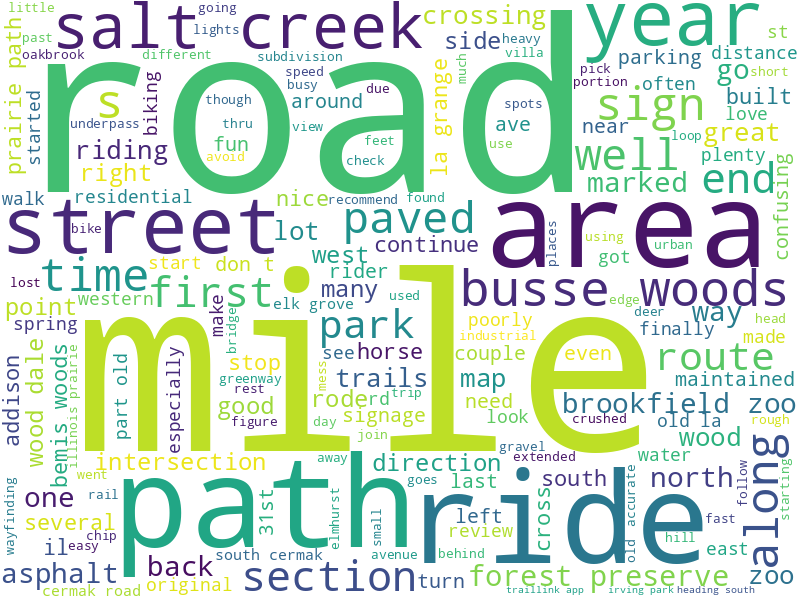 little
going
salt creek
crossing
year
past
lights
side
heavy
st
oakbrook
different
subdivision
villa
parking
distance
prairie path
started
biking
road
speed
busy
due
much
pick
portion
go
short
s
though
around
la grange
spots
sign
often
built
underpass
thru
view
feet
ave
near
love
riding
fun
avoid
check
use
well
great
loop
right
marked
plenty
end
confusing
walk
residential
nice
recommend
found
street
bike
lot
paved
places
area
using
urban
west
continue
got
lost
time
start
don t
rider
western
first
many
elk grove
used
busse woods
edge
deer
head
point
spring
make
bridge
park
poorly
industrial
finally
way
made
addison
wood dale
bemis woods
illinois prairie
part old
especially
stop
see
horse
couple
even
route
greenway
mile
trails
map
maintained
rest
rd
trip
good
mess
figure
rode
day
signage
need
look
brookfield zoo
crushed
old la
rough
join
gravel
wood
water
intersection
away
direction
extended
along
one
went
31st
goes
last
south
north
follow
starting
several
rail
elmhurst
small
path
ride
cross
old accurate
hill
fast
wayfinding
il
chip
easy
back
avenue
left
review
behind
east
asphalt
south cermak
section
turn
forest preserve
zoo
cermak road
original
traillink app
irving park
heading south